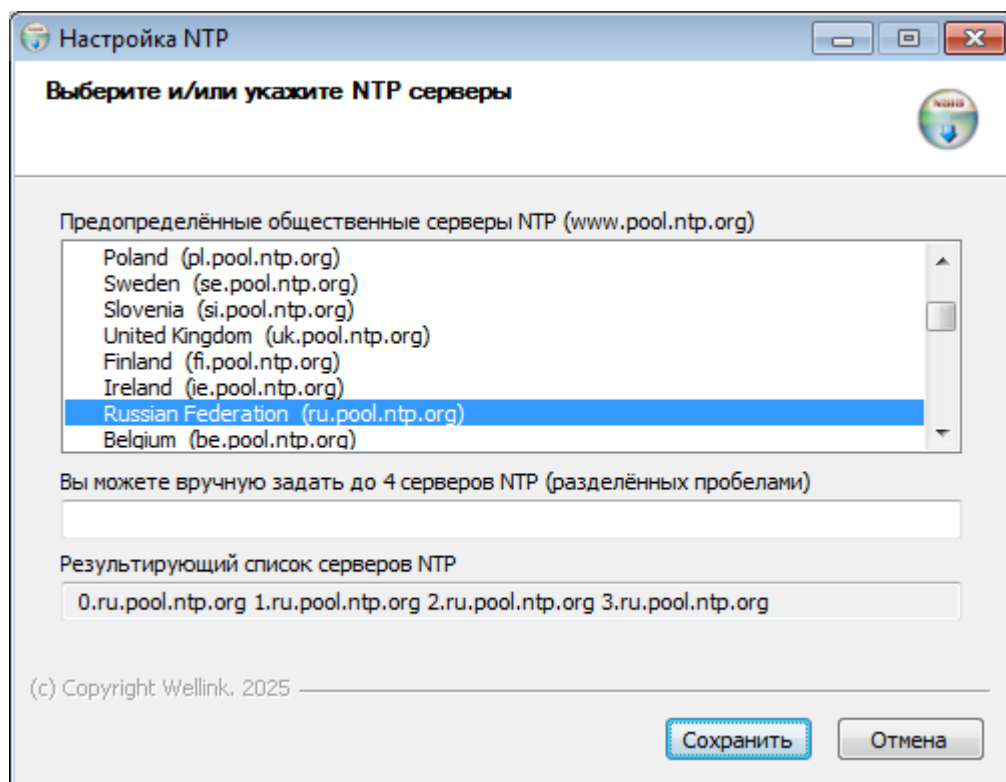 Настройка NTP
Выберите и/или укажите NTP серверы
Предопределённые общественные серверы NTP (www.pool.ntp.org)
Poland (pl.pool.ntp.org)
Sweden (se.pool.ntp.org)
Slovenia (si.pool.ntp.org)
United Kingdom (uk.pool.ntp.org)
Finland (fi.pool.ntp.org)
Ireland (ie.pool.ntp.org)
Russian Federation (ru.pool.ntp.org)
Belgium (be.pool.ntp.org)
Вы можете вручную задать до 4 серверов NTP (разделённых пробелами)
Результирующий список серверов NTP
0.ru.pool.ntp.org 1.ru.pool.ntp.org 2.ru.pool.ntp.org 3.ru.pool.ntp.org
(c) Copyright Wellink. 2025
Сохранить
Отмена